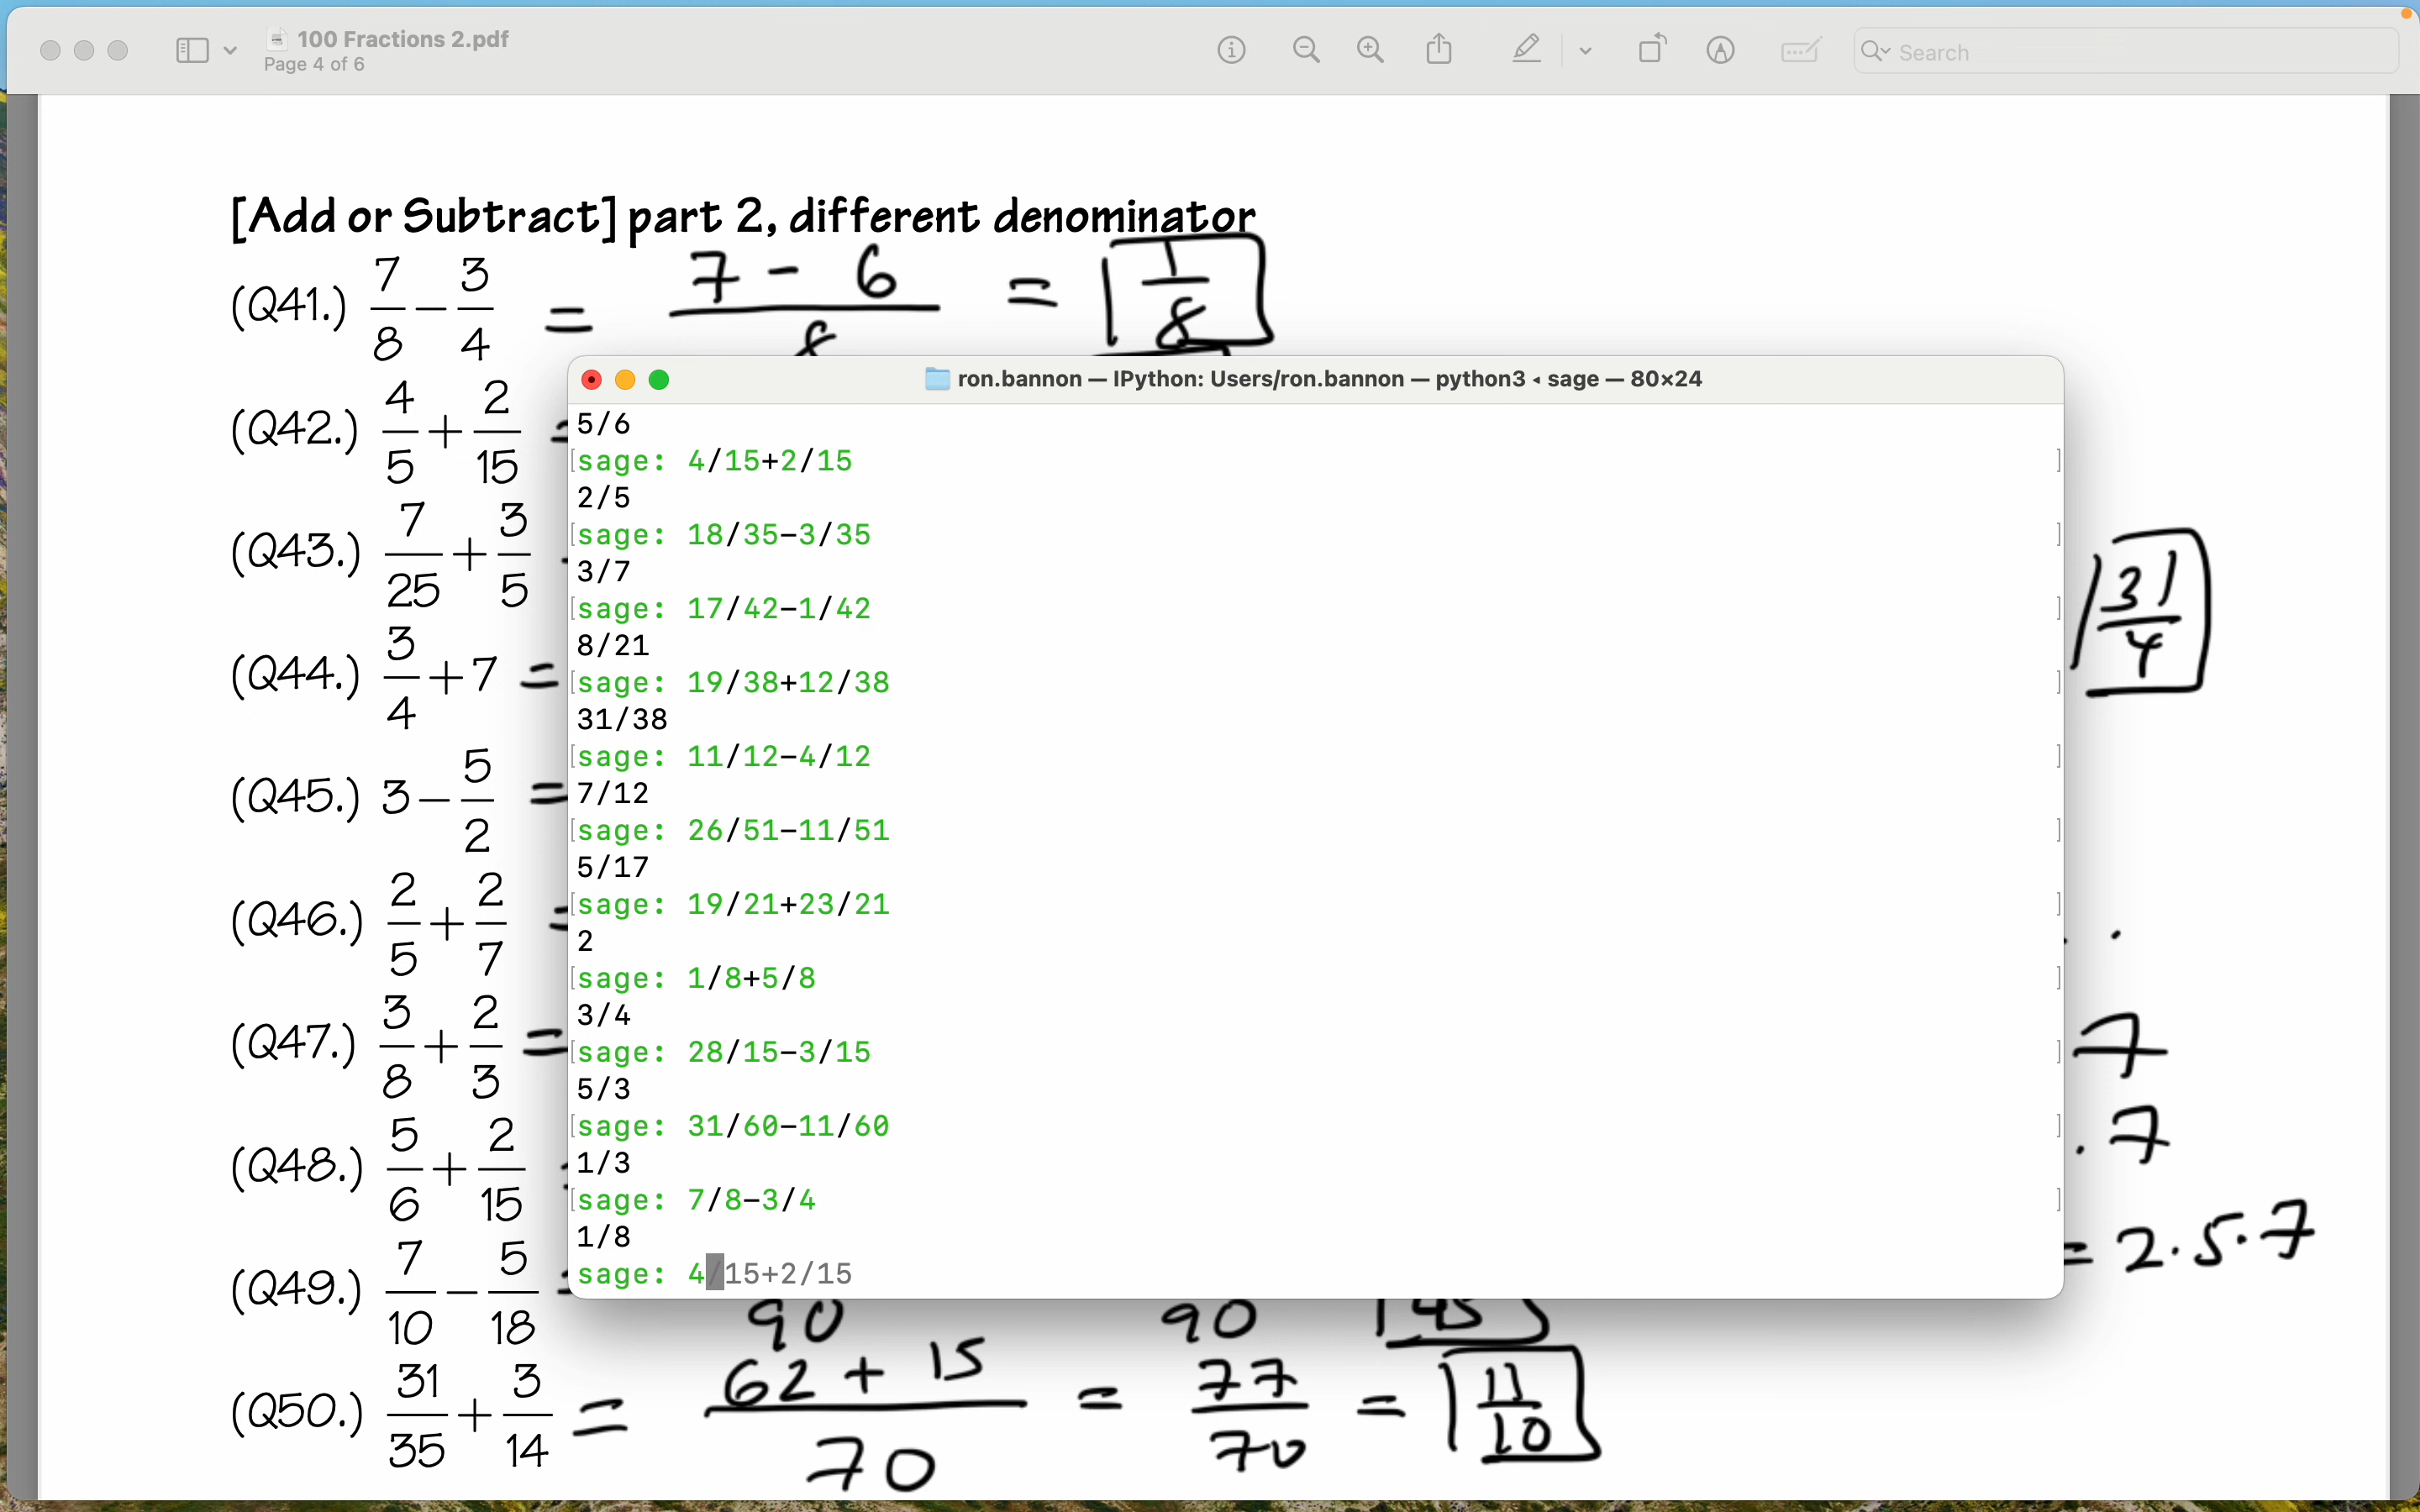 100 Fractions 2.pdf
Page 4 of 6
Search
[Add or Subtract] part 2, different denominator
(Q41.) 7/8 − 3/4 = 7 - 6 / 8 = 1/8
(Q42.) 4/5 + 2/15 =
(Q43.) 7/25 + 3/5
31/4
(Q44.) 3/4 + 7 =
(Q45.) 3 − 5/2 =
(Q46.) 2/5 + 2/7 =
(Q47.) 3/8 + 2/3 =
7
(Q48.) 5/6 + 2/15
. 7
(Q49.) 7/10 − 5/18
= 2·5·7
90 90 45
(Q50.) 31/35 + 3/14 = 62 + 15 / 70 = 77/70 = 11/10
ron.bannon — IPython: Users/ron.bannon — python3 ◂ sage — 80×24
5/6
[sage: 4/15+2/15 ]
2/5
[sage: 18/35-3/35 ]
3/7
[sage: 17/42-1/42 ]
8/21
[sage: 19/38+12/38 ]
31/38
[sage: 11/12-4/12 ]
7/12
[sage: 26/51-11/51 ]
5/17
[sage: 19/21+23/21 ]
2
[sage: 1/8+5/8 ]
3/4
[sage: 28/15-3/15 ]
5/3
[sage: 31/60-11/60 ]
1/3
[sage: 7/8-3/4 ]
1/8
sage: 4/15+2/15